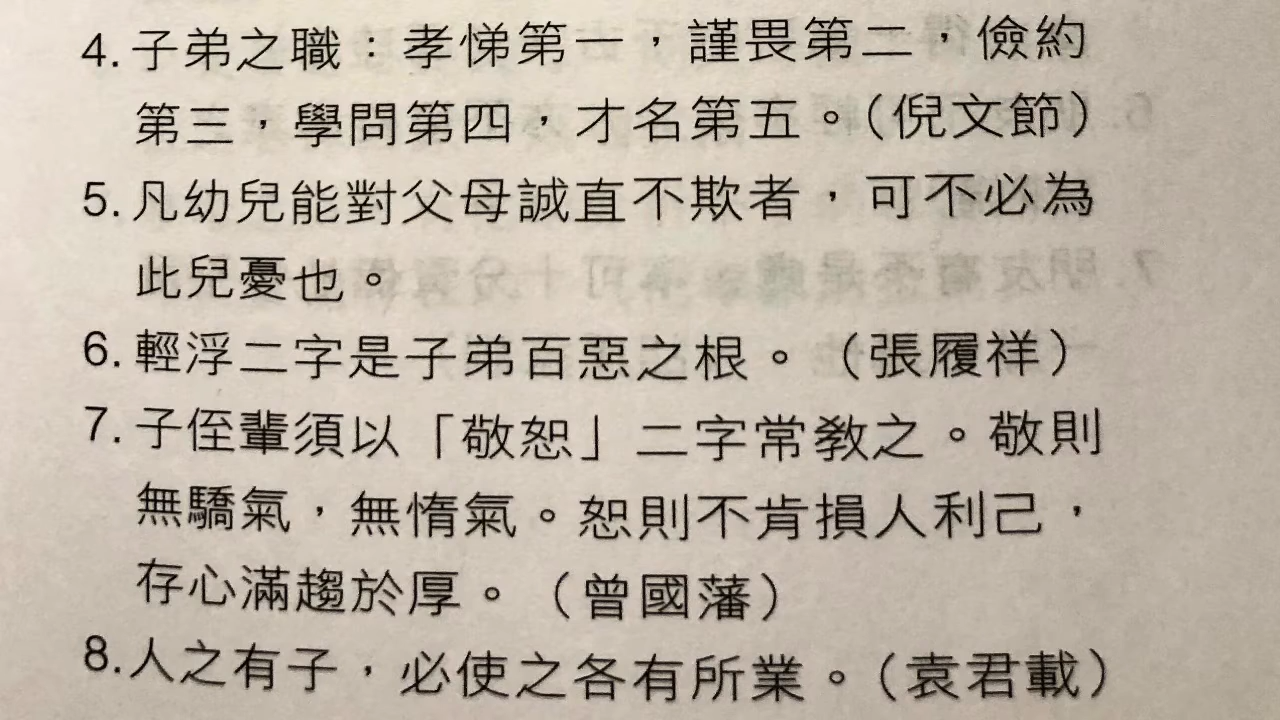 4. 子弟之職：孝悌第一，謹畏第二，儉約
第三，學問第四，才名第五。（倪文節）
5. 凡幼兒能對父母誠直不欺者，可不必為
此兒憂也。
6. 輕浮二字是子弟百惡之根。（張履祥）
7. 子侄輩須以「敬恕」二字常教之。敬則
無驕氣，無惰氣。恕則不肯損人利己，
存心滿趨於厚。（曾國藩）
8. 人之有子，必使之各有所業。（袁君載）